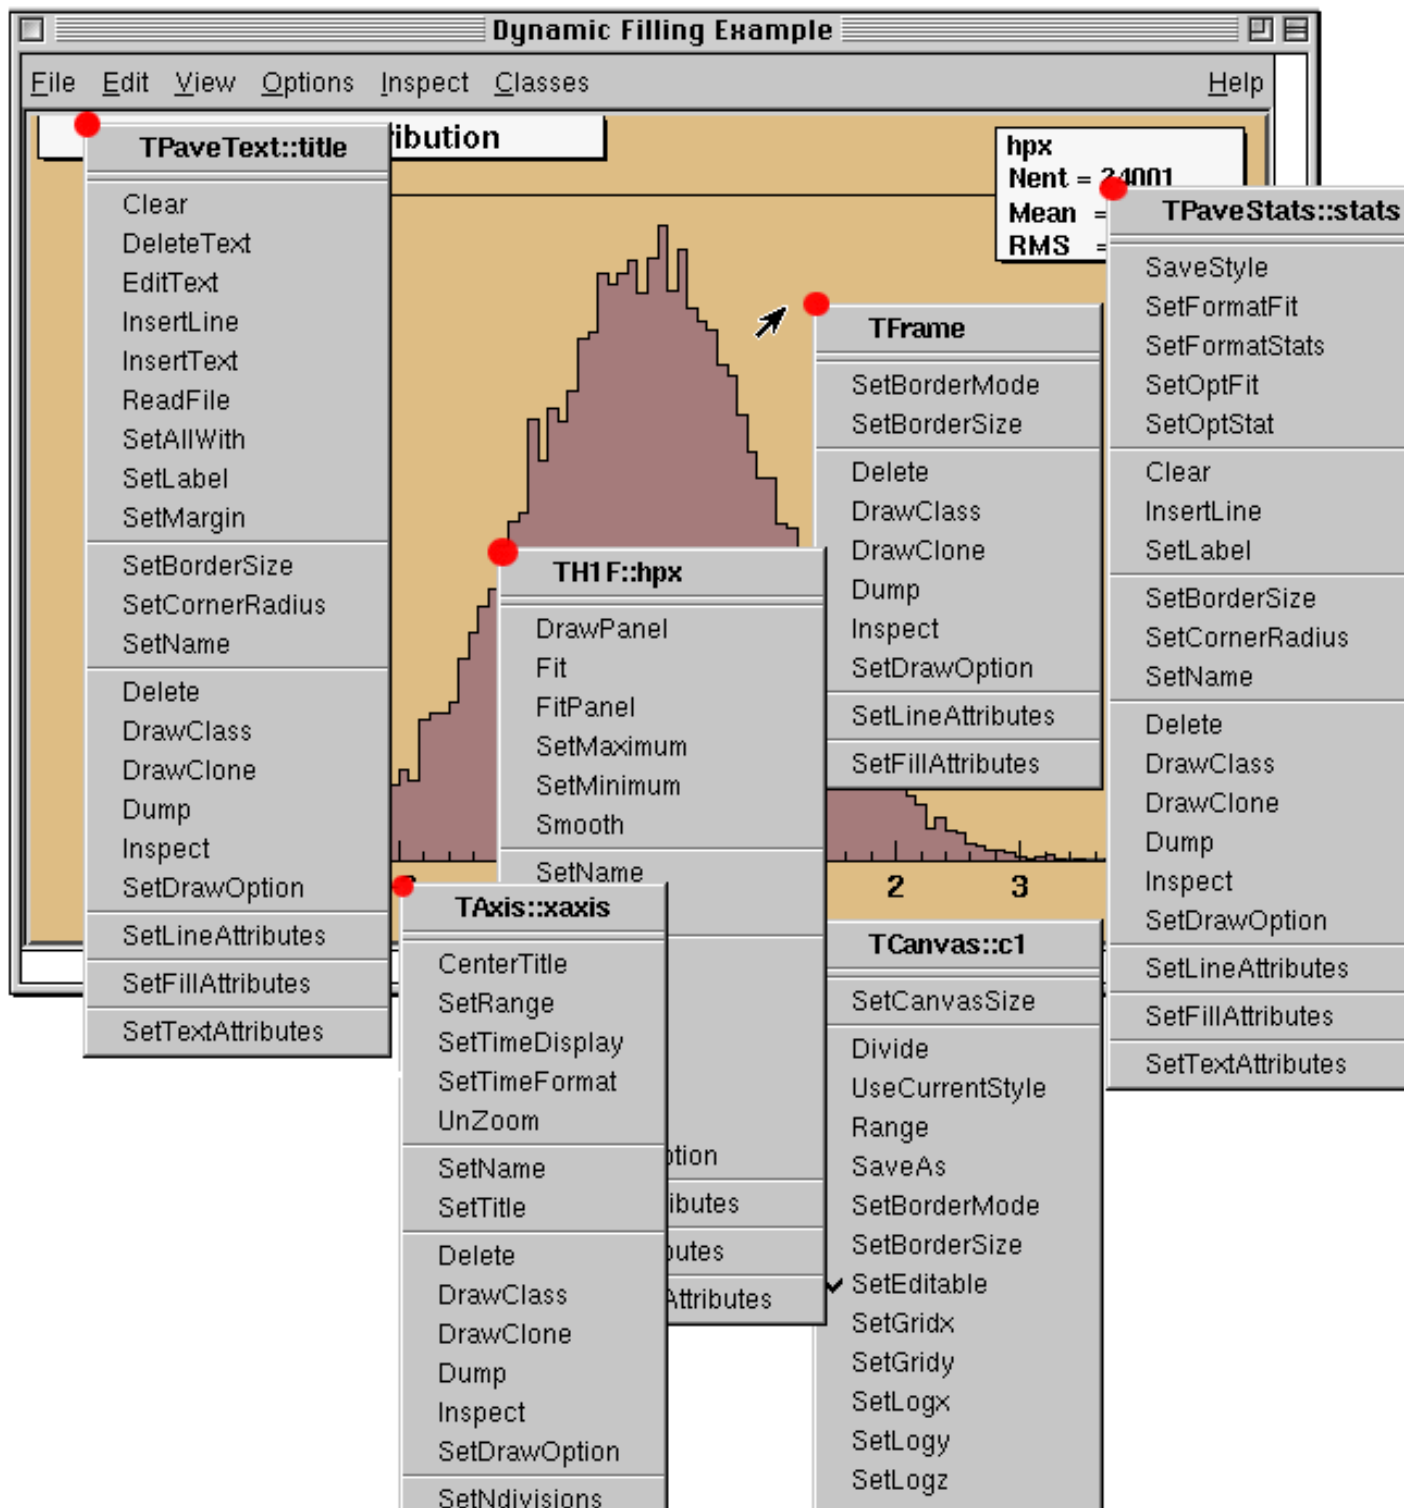 Dynamic Filling Example
File Edit View Options Inspect Classes Help
ibution
hpx
Nent = 24001
Mean =
RMS =
TPaveText::title
Clear
DeleteText
EditText
InsertLine
InsertText
ReadFile
SetAllWith
SetLabel
SetMargin
SetBorderSize
SetCornerRadius
SetName
Delete
DrawClass
DrawClone
Dump
Inspect
SetDrawOption
SetLineAttributes
SetFillAttributes
SetTextAttributes
TH1F::hpx
DrawPanel
Fit
FitPanel
SetMaximum
SetMinimum
Smooth
SetName
ption
ributes
butes
Attributes
TAxis::xaxis
CenterTitle
SetRange
SetTimeDisplay
SetTimeFormat
UnZoom
SetName
SetTitle
Delete
DrawClass
DrawClone
Dump
Inspect
SetDrawOption
SetNdivisions
TFrame
SetBorderMode
SetBorderSize
Delete
DrawClass
DrawClone
Dump
Inspect
SetDrawOption
SetLineAttributes
SetFillAttributes
2 3
TCanvas::c1
SetCanvasSize
Divide
UseCurrentStyle
Range
SaveAs
SetBorderMode
SetBorderSize
SetEditable
SetGridx
SetGridy
SetLogx
SetLogy
SetLogz
TPaveStats::stats
SaveStyle
SetFormatFit
SetFormatStats
SetOptFit
SetOptStat
Clear
InsertLine
SetLabel
SetBorderSize
SetCornerRadius
SetName
Delete
DrawClass
DrawClone
Dump
Inspect
SetDrawOption
SetLineAttributes
SetFillAttributes
SetTextAttributes